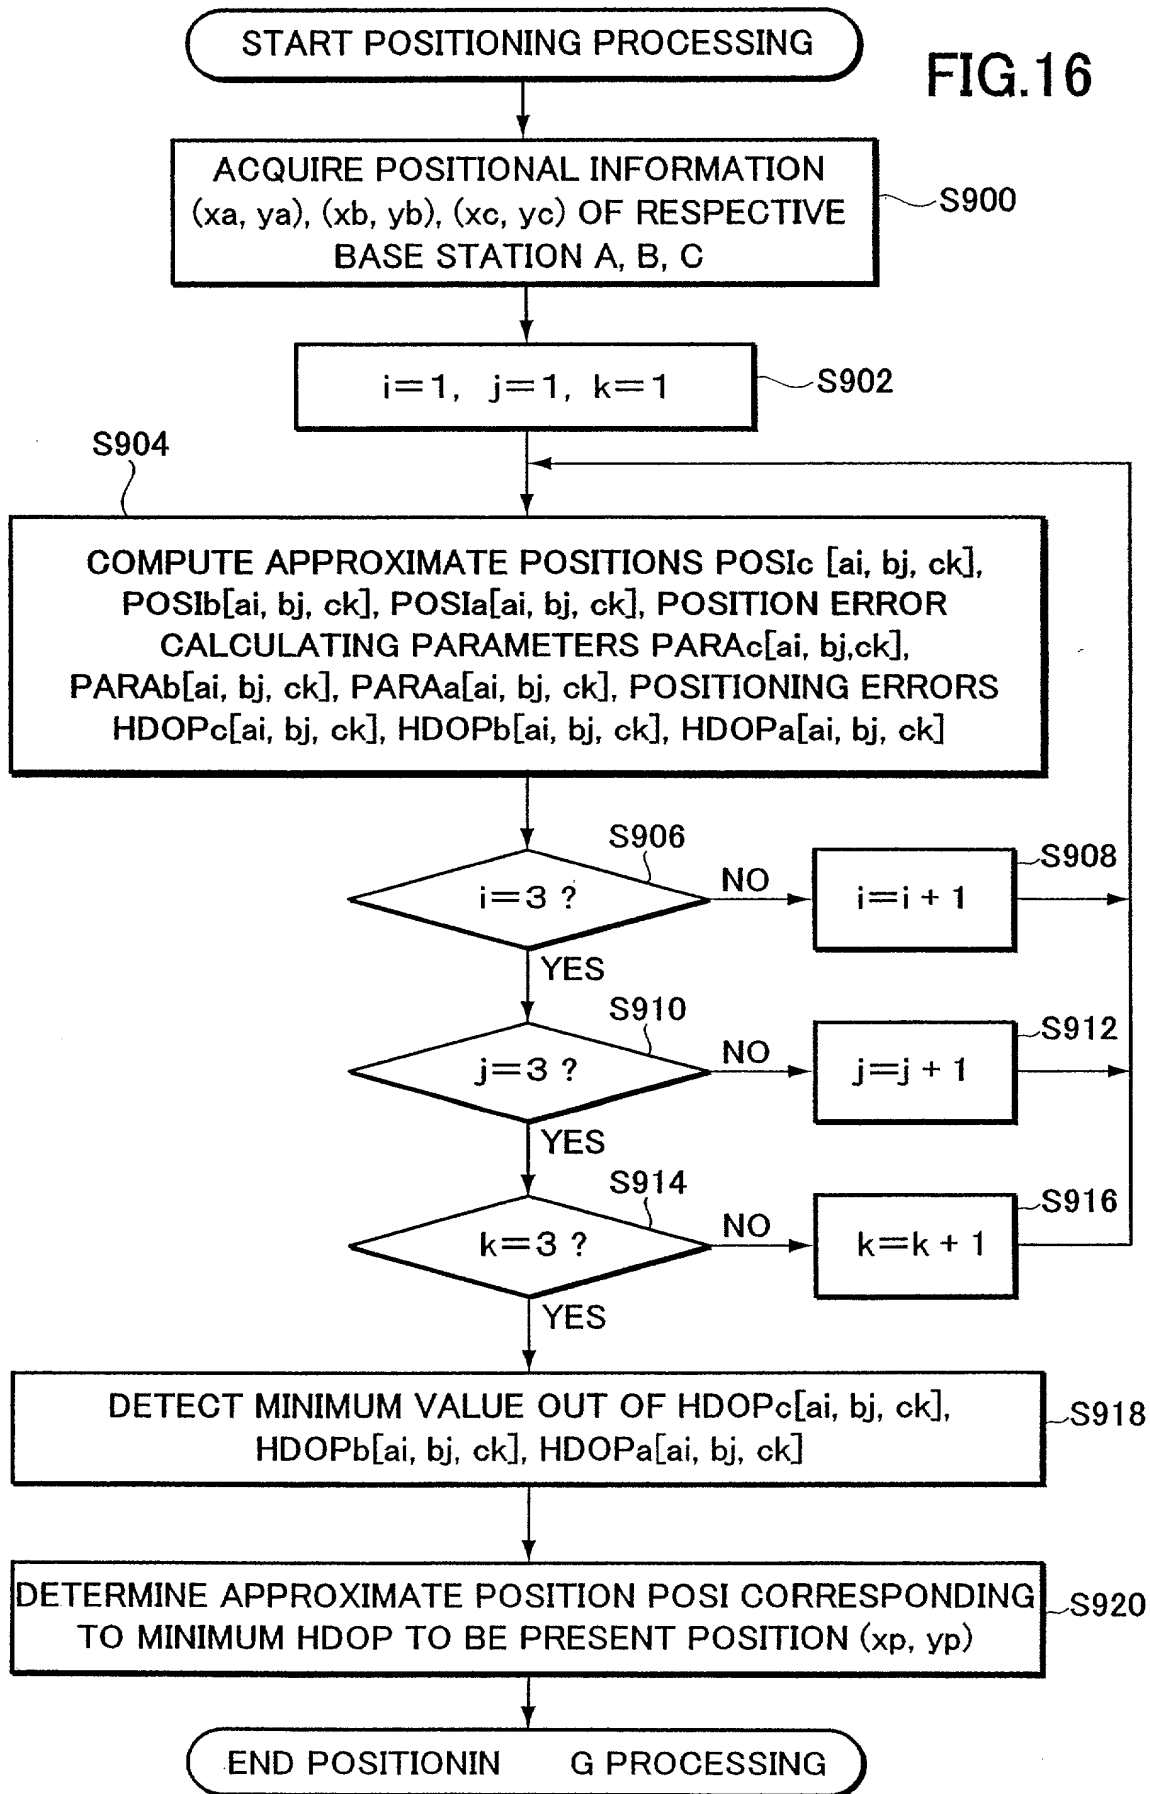 START POSITIONING PROCESSING
FIG.16
ACQUIRE POSITIONAL INFORMATION
(xa, ya), (xb, yb), (xc, yc) OF RESPECTIVE
BASE STATION A, B, C
S900
i=1, j=1, k=1
S902
S904
COMPUTE APPROXIMATE POSITIONS POSIc [ai, bj, ck],
POSIb[ai, bj, ck], POSIa[ai, bj, ck], POSITION ERROR
CALCULATING PARAMETERS PARAc[ai, bj,ck],
PARAb[ai, bj, ck], PARAa[ai, bj, ck], POSITIONING ERRORS
HDOPc[ai, bj, ck], HDOPb[ai, bj, ck], HDOPa[ai, bj, ck]
S906
i=3 ?
NO
S908
i=i + 1
YES
S910
j=3 ?
NO
S912
j=j + 1
YES
S914
k=3 ?
NO
S916
k=k + 1
YES
DETECT MINIMUM VALUE OUT OF HDOPc[ai, bj, ck],
HDOPb[ai, bj, ck], HDOPa[ai, bj, ck]
S918
DETERMINE APPROXIMATE POSITION POSI CORRESPONDING
TO MINIMUM HDOP TO BE PRESENT POSITION (xp, yp)
S920
END POSITIONIN G PROCESSING